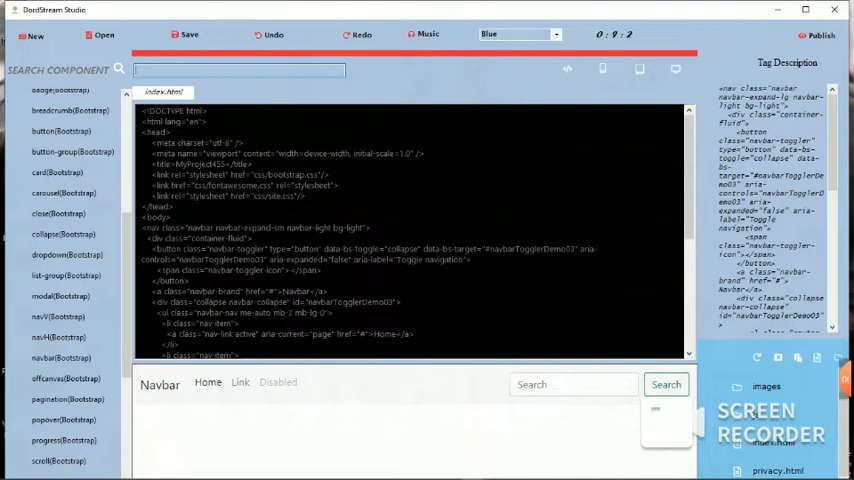 DordStream Studio
New
Open
Save
Undo
Redo
Music
Blue
0 : 9 : 2
Publish
SEARCH COMPONENT
Tag Description
badge(Bootstrap)
breadcrumb(Bootstrap)
button(Bootstrap)
button-group(Bootstrap)
card(Bootstrap)
carousel(Bootstrap)
close(Bootstrap)
collapse(Bootstrap)
dropdown(Bootstrap)
list-group(Bootstrap)
modal(Bootstrap)
navV(Bootstrap)
navH(Bootstrap)
navbar(Bootstrap)
offcanvas(Bootstrap)
pagination(Bootstrap)
popover(Bootstrap)
progress(Bootstrap)
scroll(Bootstrap)
index.html
<!DOCTYPE html>
<html lang="en">
<head>
<meta charset="utf-8" />
<meta name="viewport" content="width=device-width, initial-scale=1.0" />
<title>MyProject455</title>
<link rel="stylesheet" href="css/bootstrap.css" />
<link href="css/fontawesome.css" rel="stylesheet" />
<link rel="stylesheet" href="css/site.css" />
</head>
<body>
<nav class="navbar navbar-expand-sm navbar-light bg-light">
<div class="container-fluid">
<button class="navbar-toggler" type="button" data-bs-toggle="collapse" data-bs-target="#navbarTogglerDemo03" aria-
controls="navbarTogglerDemo03" aria-expanded="false" aria-label="Toggle navigation">
<span class="navbar-toggler-icon"></span>
</button>
<a class="navbar-brand" href="#">Navbar</a>
<div class="collapse navbar-collapse" id="navbarTogglerDemo03">
<ul class="navbar-nav me-auto mb-2 mb-lg-0">
<li class="nav-item">
<a class="nav-link active" aria-current="page" href="#">Home</a>
</li>
<li class="nav-item">
Navbar
Home
Link
Disabled
Search
Search
<nav class="navbar
navbar-expand-lg navbar-
light bg-light">
<div class="container-
fluid">
<button
class="navbar-toggler"
type="button" data-bs-
toggle="collapse" data-
bs-
target="#navbarTogglerDe
mo03" aria-
controls="navbarTogglerD
emo03" aria-
expanded="false" aria-
label="Toggle
navigation">
<span
class="navbar-toggler-
icon"></span>
</button>
<a class="navbar-
brand" href="#">
Navbar</a>
<div class="collapse
navbar-collapse"
id="navbarTogglerDemo03"
>
images
index.html
privacy.html
SCREEN
RECORDER